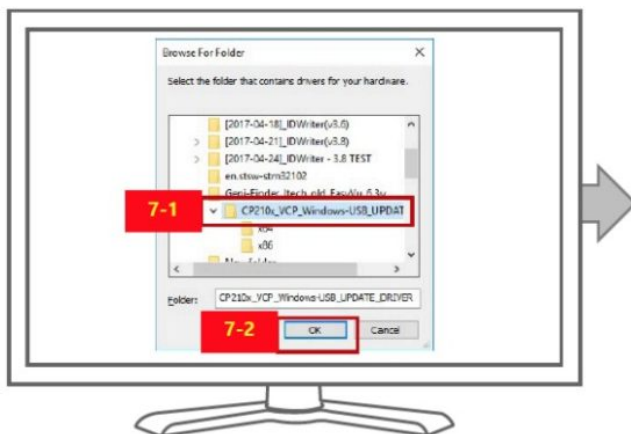 Browse For Folder
Select the folder that contains drivers for your hardware.
[2017-04-18]_IDWriter(v3.6)
[2017-04-21]_IDWriter(v3.8)
[2017-04-24]_IDWriter - 3.8 TEST
en.stsw-stm32102
7-1
CP210x_VCP_Windows-USB_UPDAT
x64
x86
Folder:
CP210x_VCP_Windows-USB_UPDATE_DRIVER
7-2
OK
Cancel